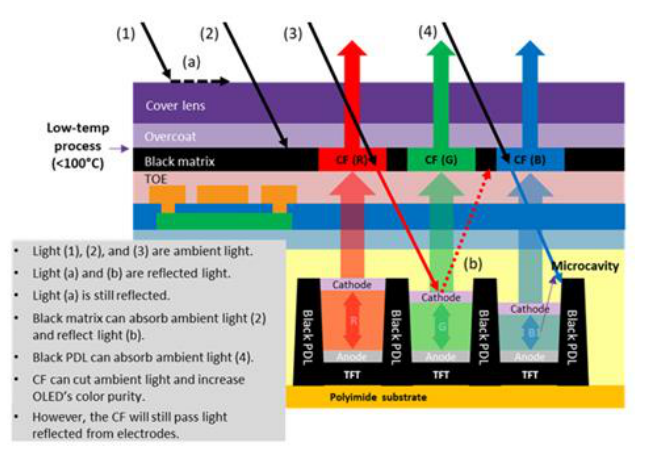 (1)
(2)
(3)
(4)
(a)
Cover lens
Low-temp
process
(<100°C)
Overcoat
Black matrix
CF (R)
CF (G)
CF (B)
TOE
• Light (1), (2), and (3) are ambient light.
• Light (a) and (b) are reflected light.
• Light (a) is still reflected.
• Black matrix can absorb ambient light (2)
and reflect light (b).
• Black PDL can absorb ambient light (4).
• CF can cut ambient light and increase
OLED's color purity.
• However, the CF will still pass light
reflected from electrodes.
(b)
Microcavity
Cathode
Cathode
Cathode
Black PDL
R
Black PDL
G
Black PDL
B
Black PDL
Anode
Anode
Anode
TFT
TFT
TFT
Polyimide substrate